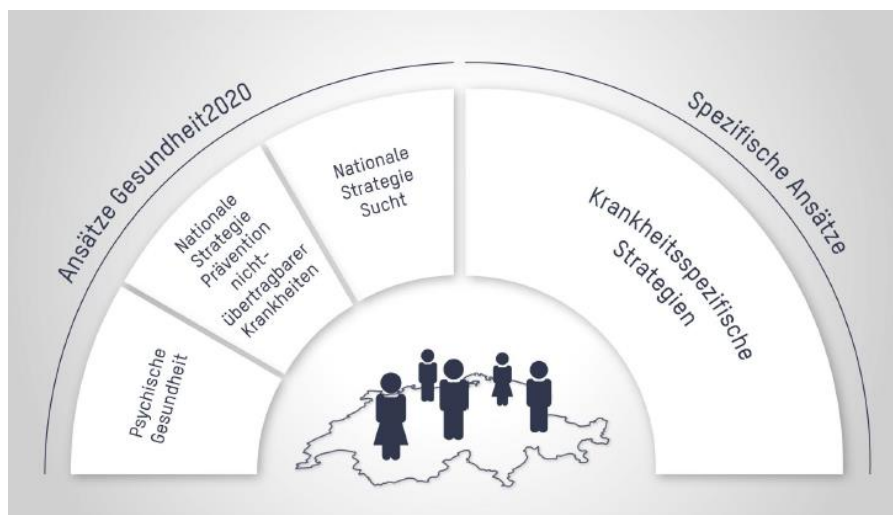 Ansätze Gesundheit2020
Spezifische Ansätze
Psychische
Gesundheit
Nationale
Strategie
Prävention
nicht-
übertragbarer
Krankheiten
Nationale
Strategie
Sucht
Krankheitsspezifische
Strategien